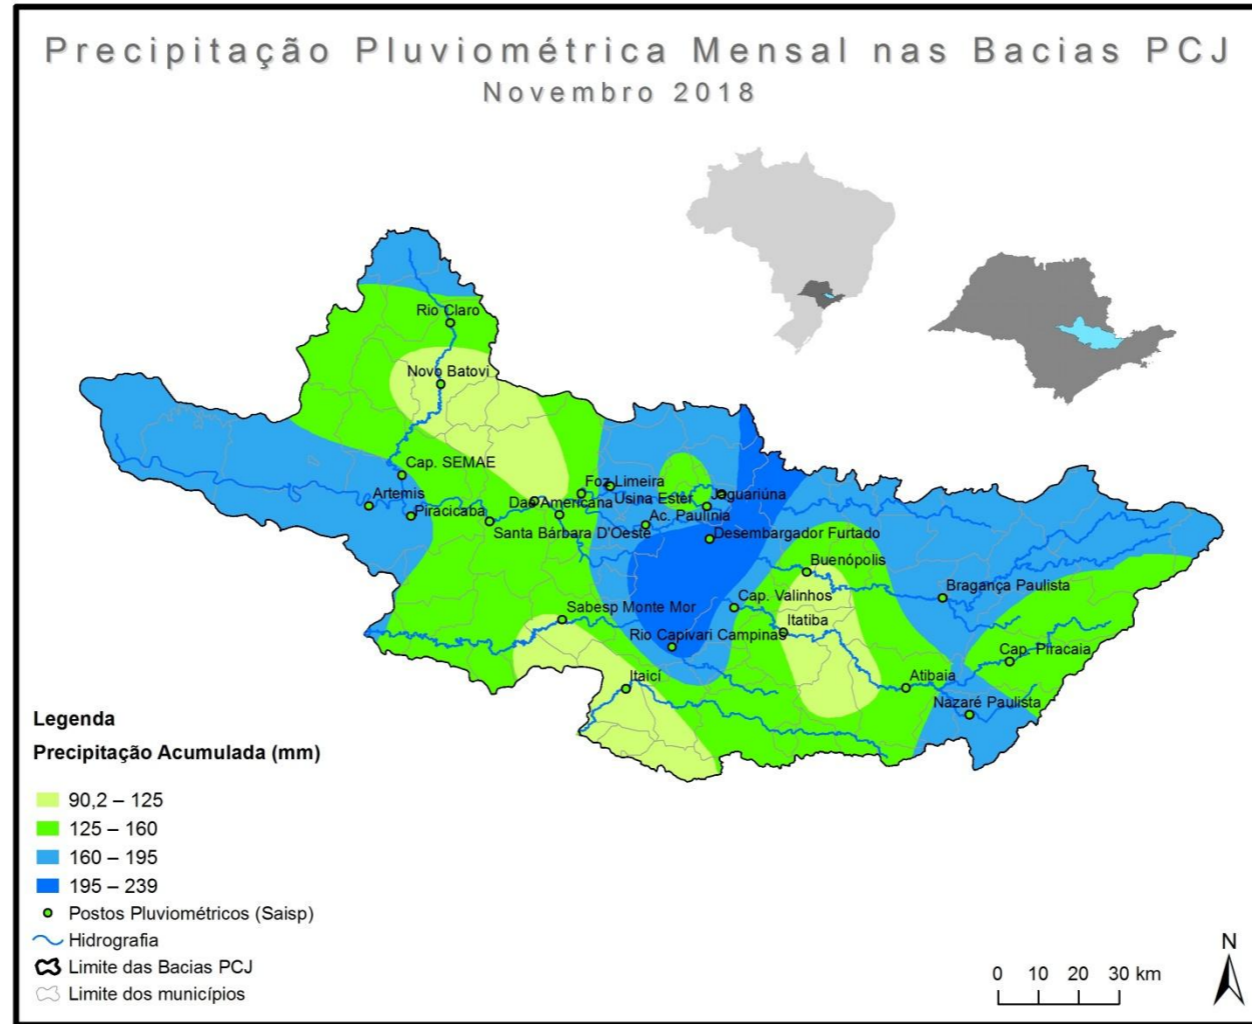 Precipitação Pluviométrica Mensal nas Bacias PCJ
Novembro 2018
Rio Claro
Novo Batovi
Cap. SEMAE
Artemis
Piracicaba
Foz Limeira
Dae Americana
Usina Ester
Jaguariúna
Ac. Paulínia
Santa Bárbara D'Oeste
Desembargador Furtado
Buenópolis
Bragança Paulista
Sabesp Monte Mor
Cap. Valinhos
Itatiba
Rio Capivari Campinas
Cap. Piracaia
Itaici
Atibaia
Nazaré Paulista
Legenda
Precipitação Acumulada (mm)
90,2 – 125
125 – 160
160 – 195
195 – 239
Postos Pluviométricos (Saisp)
Hidrografia
Limite das Bacias PCJ
Limite dos municípios
N
0 10 20 30 km